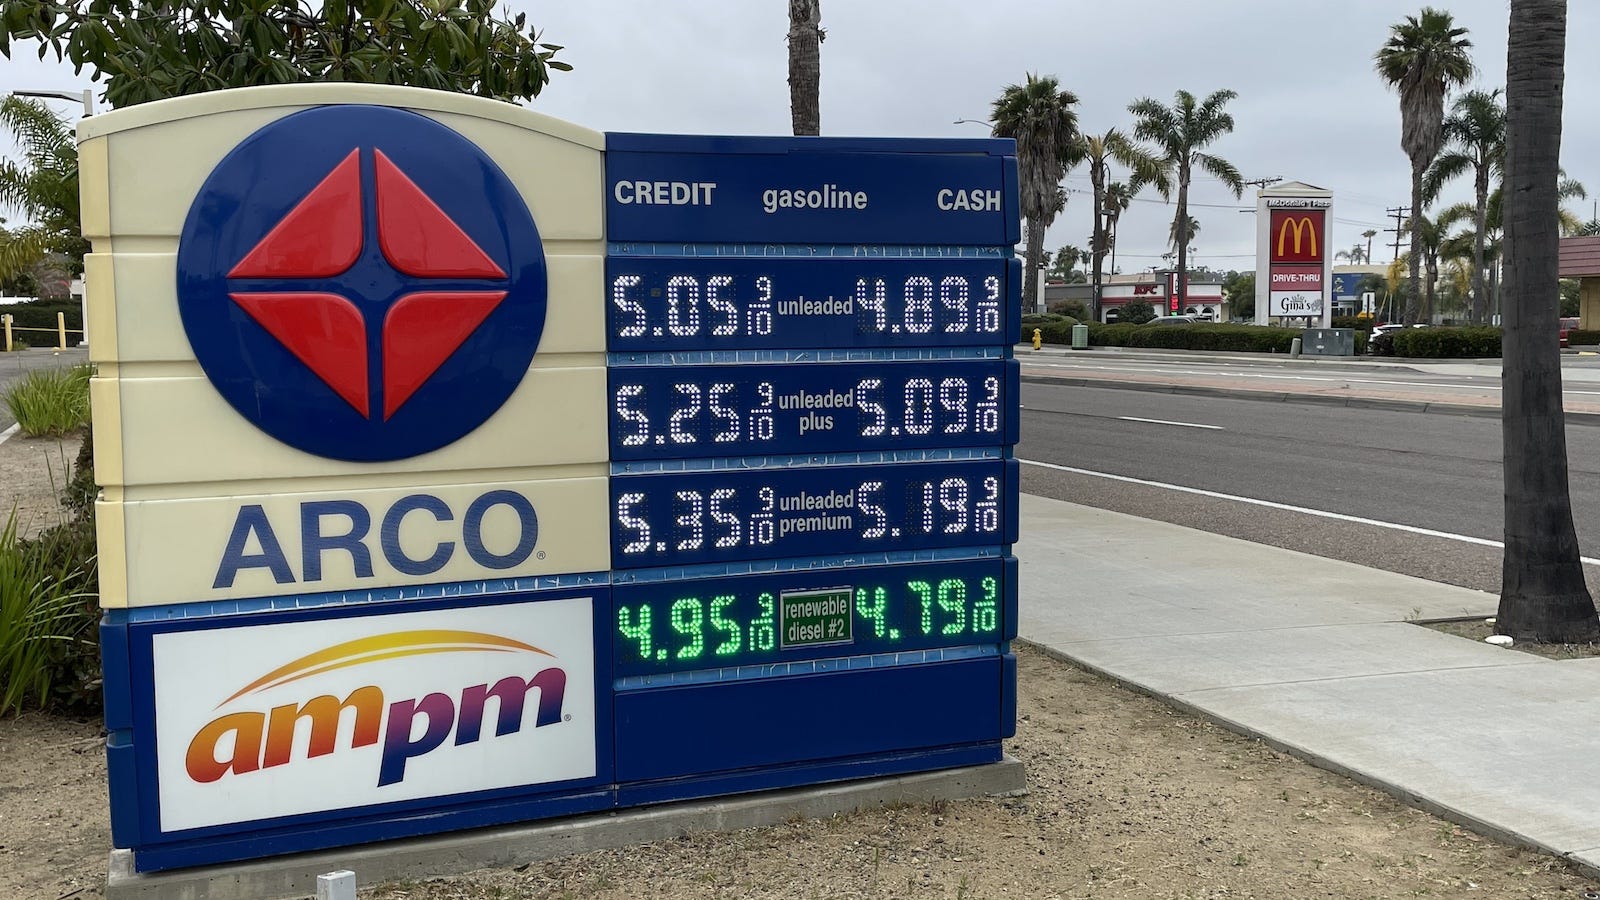 CREDIT gasoline CASH
5.05 9/10 unleaded 4.89 9/10
5.25 9/10 unleaded plus 5.09 9/10
5.35 9/10 unleaded premium 5.19 9/10
4.95 9/10 renewable diesel #2 4.79 9/10
ARCO®
ampm®
McDonald's
M
DRIVE-THRU
Gina's
KFC